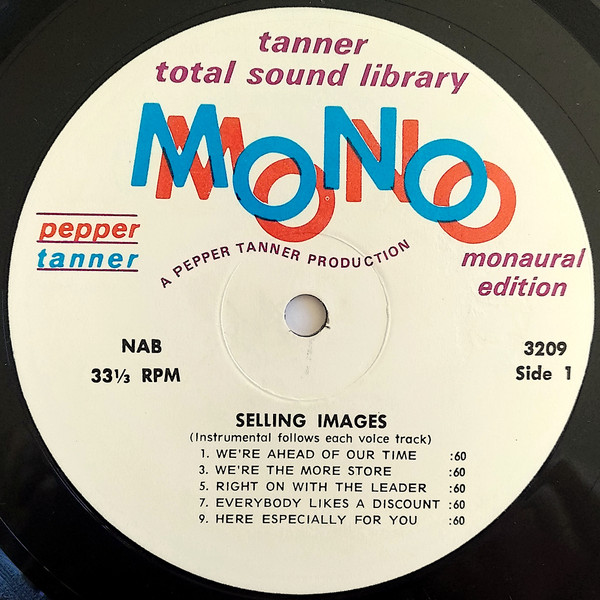 tanner
total sound library
MONO
pepper
tanner
A PEPPER TANNER PRODUCTION
monaural
edition
NAB
33⅓ RPM
3209
Side 1
SELLING IMAGES
(Instrumental follows each voice track)
1. WE'RE AHEAD OF OUR TIME :60
3. WE'RE THE MORE STORE :60
5. RIGHT ON WITH THE LEADER :60
7. EVERYBODY LIKES A DISCOUNT :60
9. HERE ESPECIALLY FOR YOU :60